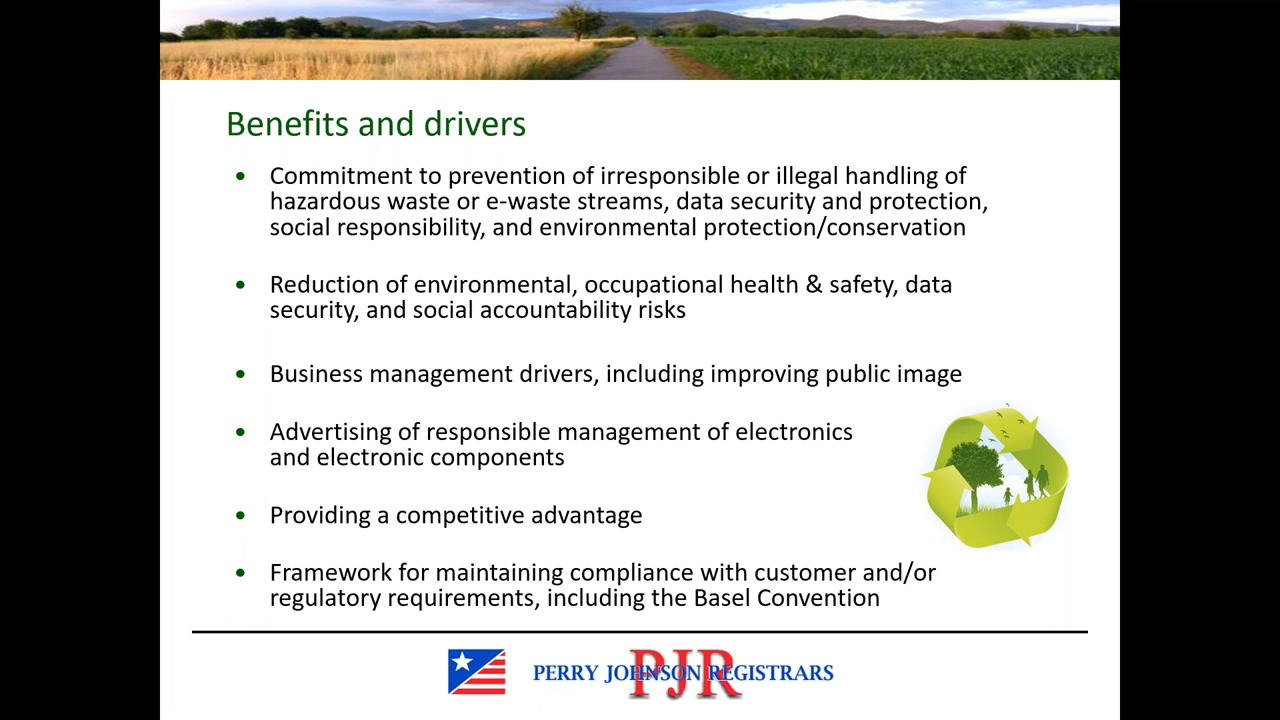 Benefits and drivers
• Commitment to prevention of irresponsible or illegal handling of
hazardous waste or e-waste streams, data security and protection,
social responsibility, and environmental protection/conservation
• Reduction of environmental, occupational health & safety, data
security, and social accountability risks
• Business management drivers, including improving public image
• Advertising of responsible management of electronics
and electronic components
• Providing a competitive advantage
• Framework for maintaining compliance with customer and/or
regulatory requirements, including the Basel Convention
PJR
PERRY JOHNSON REGISTRARS